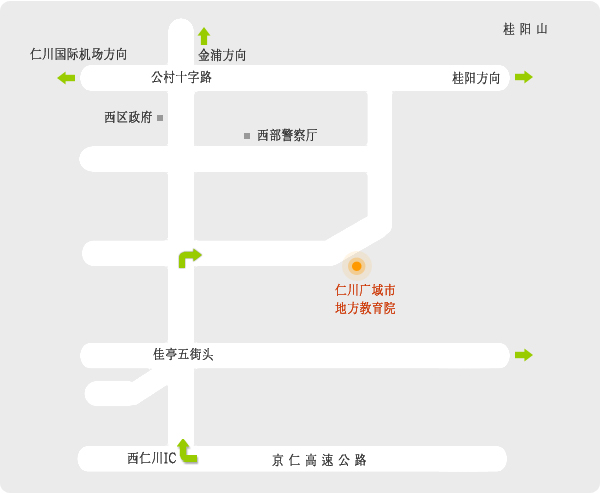 桂阳山
仁川国际机场方向
金浦方向
公村十字路
桂阳方向
西区政府
西部警察厅
仁川广域市
地方教育院
佳亭五街头
西仁川IC
京仁高速公路